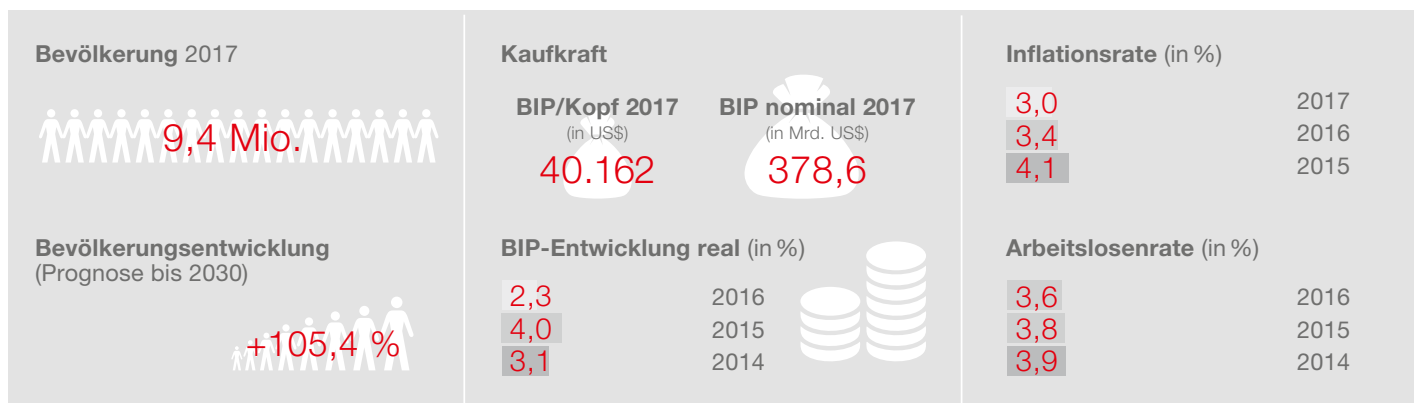 Bevölkerung 2017
9,4 Mio.
Bevölkerungsentwicklung
(Prognose bis 2030)
+105,4 %
Kaufkraft
BIP/Kopf 2017
(in US$)
40.162
BIP nominal 2017
(in Mrd. US$)
378,6
BIP-Entwicklung real (in %)
2,3 2016
4,0 2015
3,1 2014
Inflationsrate (in %)
3,0 2017
3,4 2016
4,1 2015
Arbeitslosenrate (in %)
3,6 2016
3,8 2015
3,9 2014